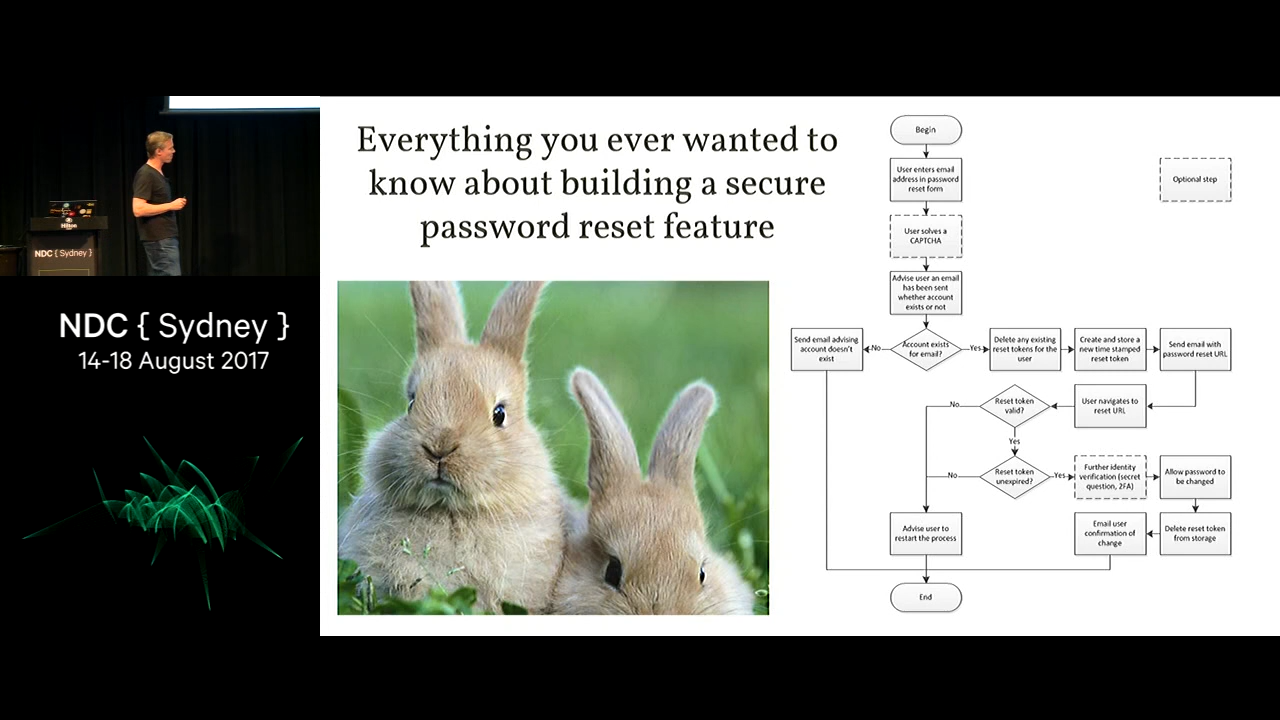 Everything you ever wanted to
know about building a secure
password reset feature
Hilton
NDC { Sydney }
NDC { Sydney }
14-18 August 2017
Begin
User enters email
address in password
reset form
Optional step
User solves a
CAPTCHA
Advise user an email
has been sent
whether account
exists or not
Send email advising
account doesn't
exist
No
Account exists
for email?
Yes
Delete any existing
reset tokens for the
user
Create and store a
new time stamped
reset token
Send email with
password reset URL
No
Reset token
valid?
User navigates to
reset URL
Yes
No
Reset token
unexpired?
Yes
Further identity
verification (secret
question, 2FA)
Allow password to
be changed
Advise user to
restart the process
Email user
confirmation of
change
Delete reset token
from storage
End